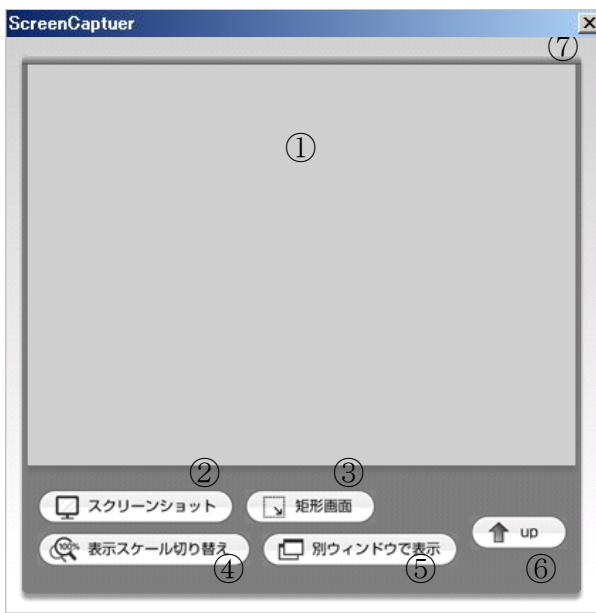 ScreenCaptuer
⑦
①
② ③
スクリーンショット 矩形画面
up
100% 表示スケール切り替え 別ウィンドウで表示
④ ⑤ ⑥